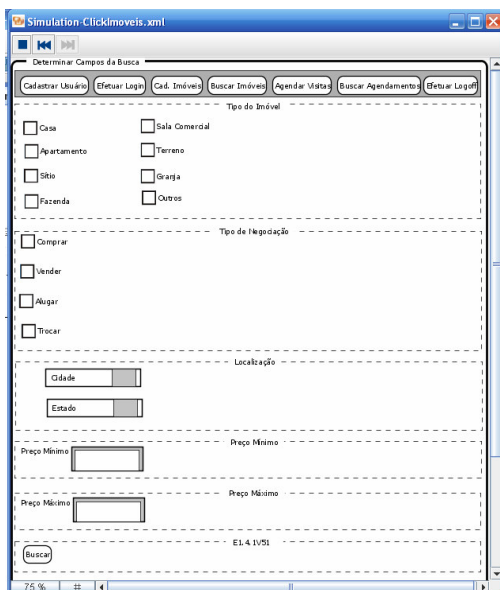 Simulation-ClickImoveis.xml
Determinar Campos da Busca
Cadastrar Usuário Efetuar Login Cad. Imóveis Buscar Imóveis Agendar Visitas Buscar Agendamentos Efetuar Logoff
Tipo do Imóvel
Casa Sala Comercial
Apartamento Terreno
Sítio Granja
Fazenda Outros
Tipo de Negociação
Comprar
Vender
Alugar
Trocar
Localização
Cidade
Estado
Preço Mínimo
Preço Mínimo
Preço Máximo
Preço Máximo
E1.4.1V51
Buscar
75 % #